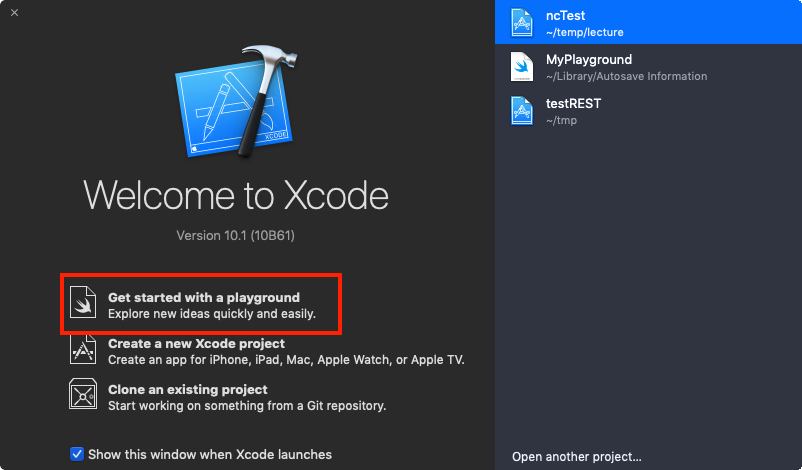 XCODE
Welcome to Xcode
Version 10.1 (10B61)
Get started with a playground
Explore new ideas quickly and easily.
Create a new Xcode project
Create an app for iPhone, iPad, Mac, Apple Watch, or Apple TV.
Clone an existing project
Start working on something from a Git repository.
Show this window when Xcode launches
ncTest
~/temp/lecture
MyPlayground
~/Library/Autosave Information
testREST
~/tmp
Open another project...